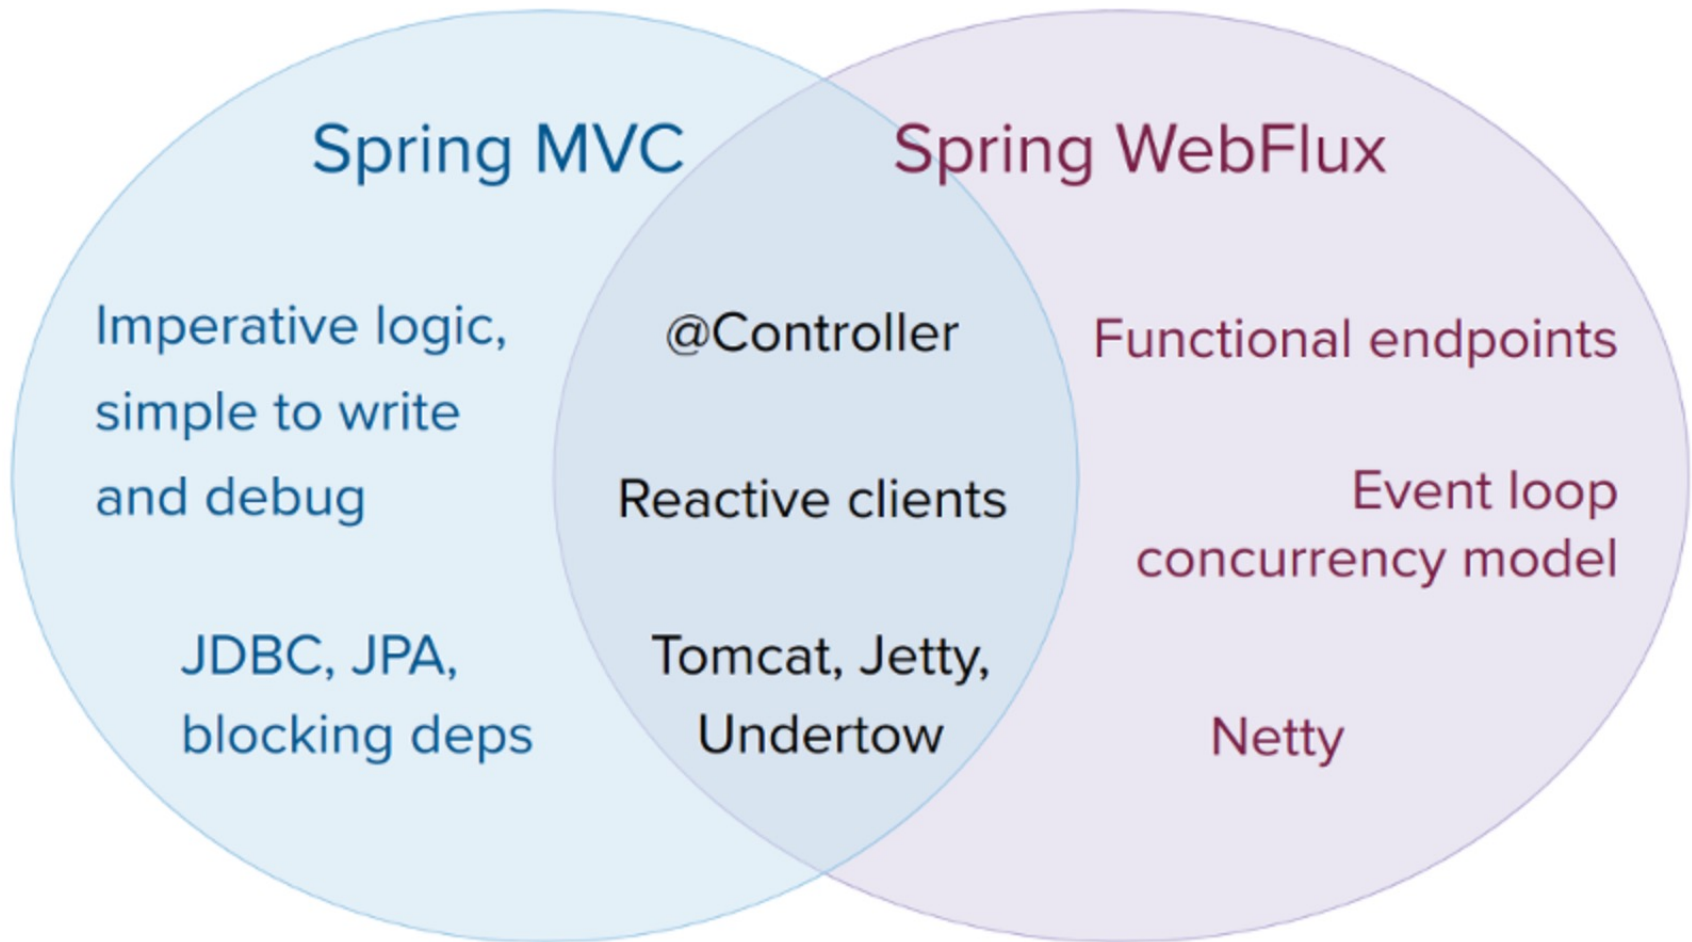 Spring MVC
Spring WebFlux
Imperative logic,
simple to write
and debug
JDBC, JPA,
blocking deps
@Controller
Reactive clients
Tomcat, Jetty,
Undertow
Functional endpoints
Event loop
concurrency model
Netty